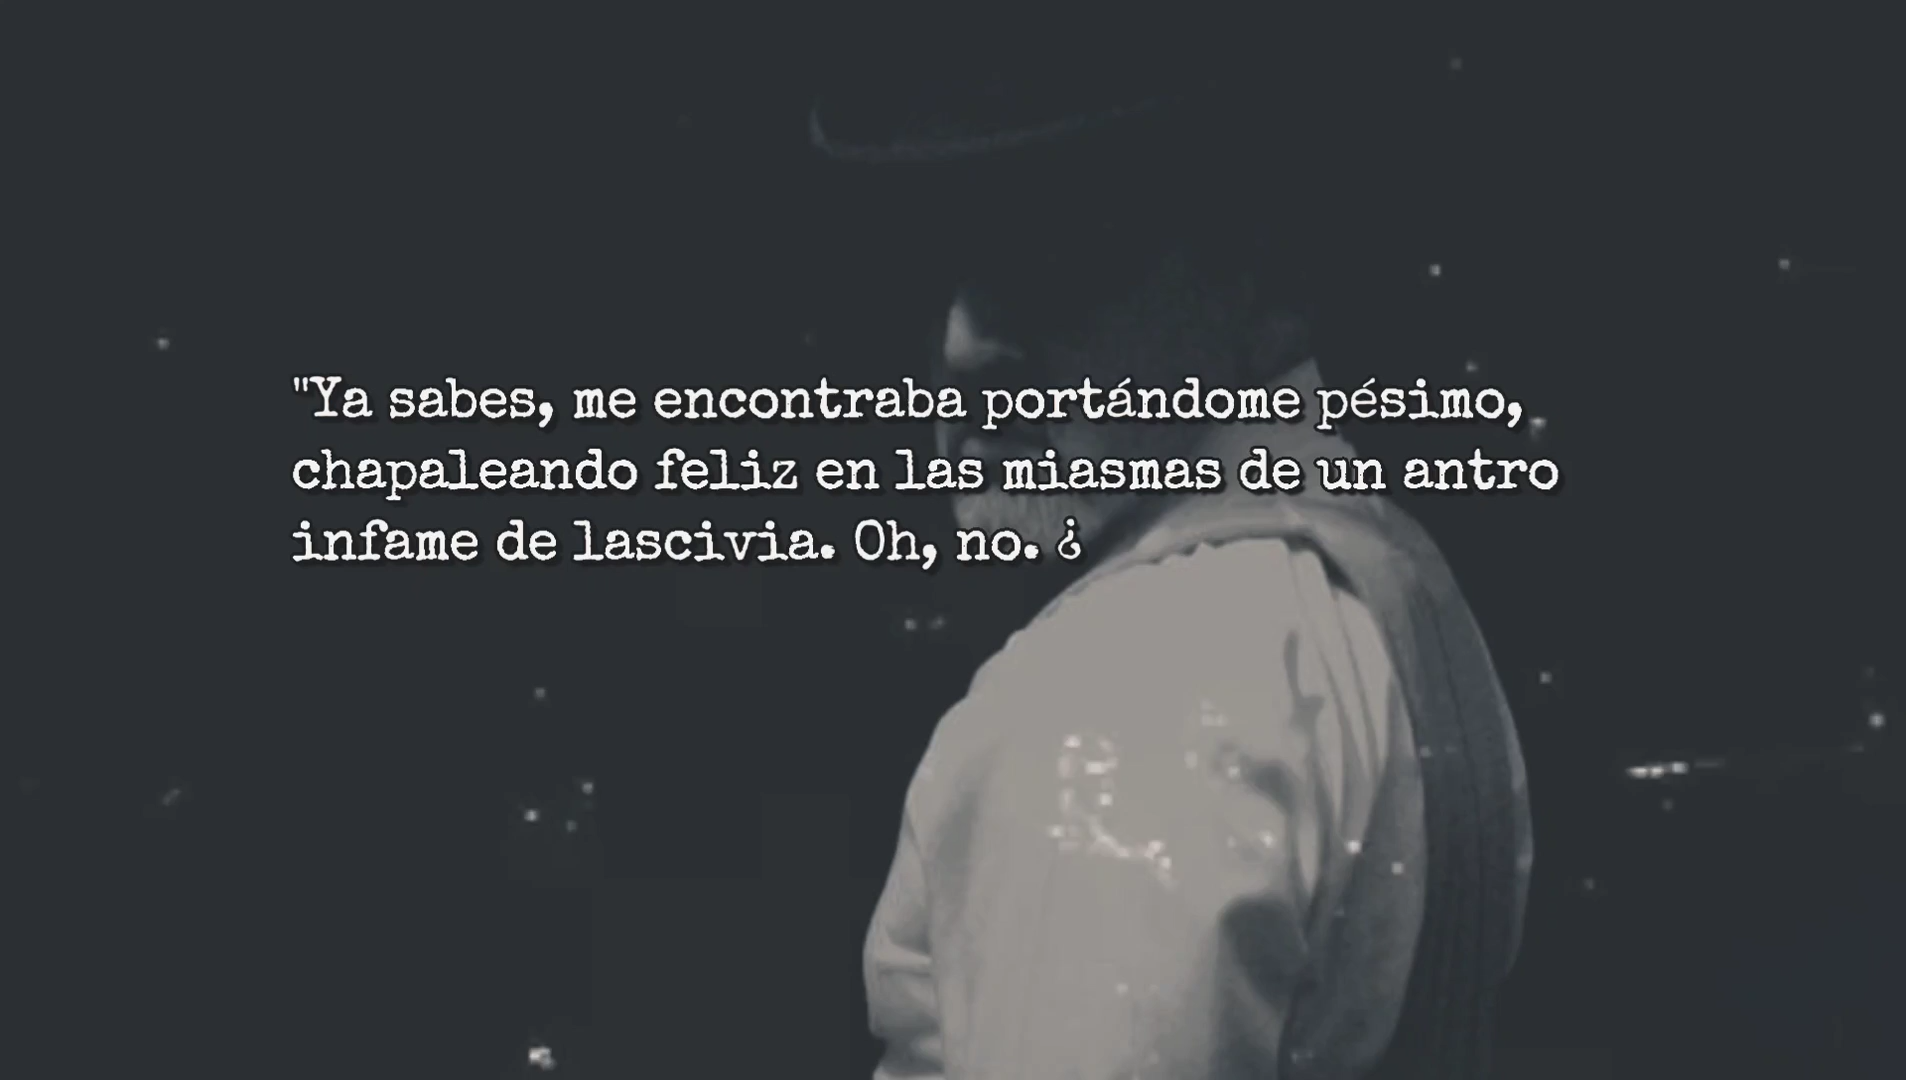 "Ya sabes, me encontraba portándome pésimo,
chapaleando feliz en las miasmas de un antro
infame de lascivia. Oh, no. ¿